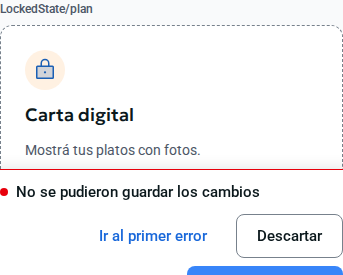 LockedState/plan
Carta digital
Mostrá tus platos con fotos.
No se pudieron guardar los cambios
Ir al primer error
Descartar